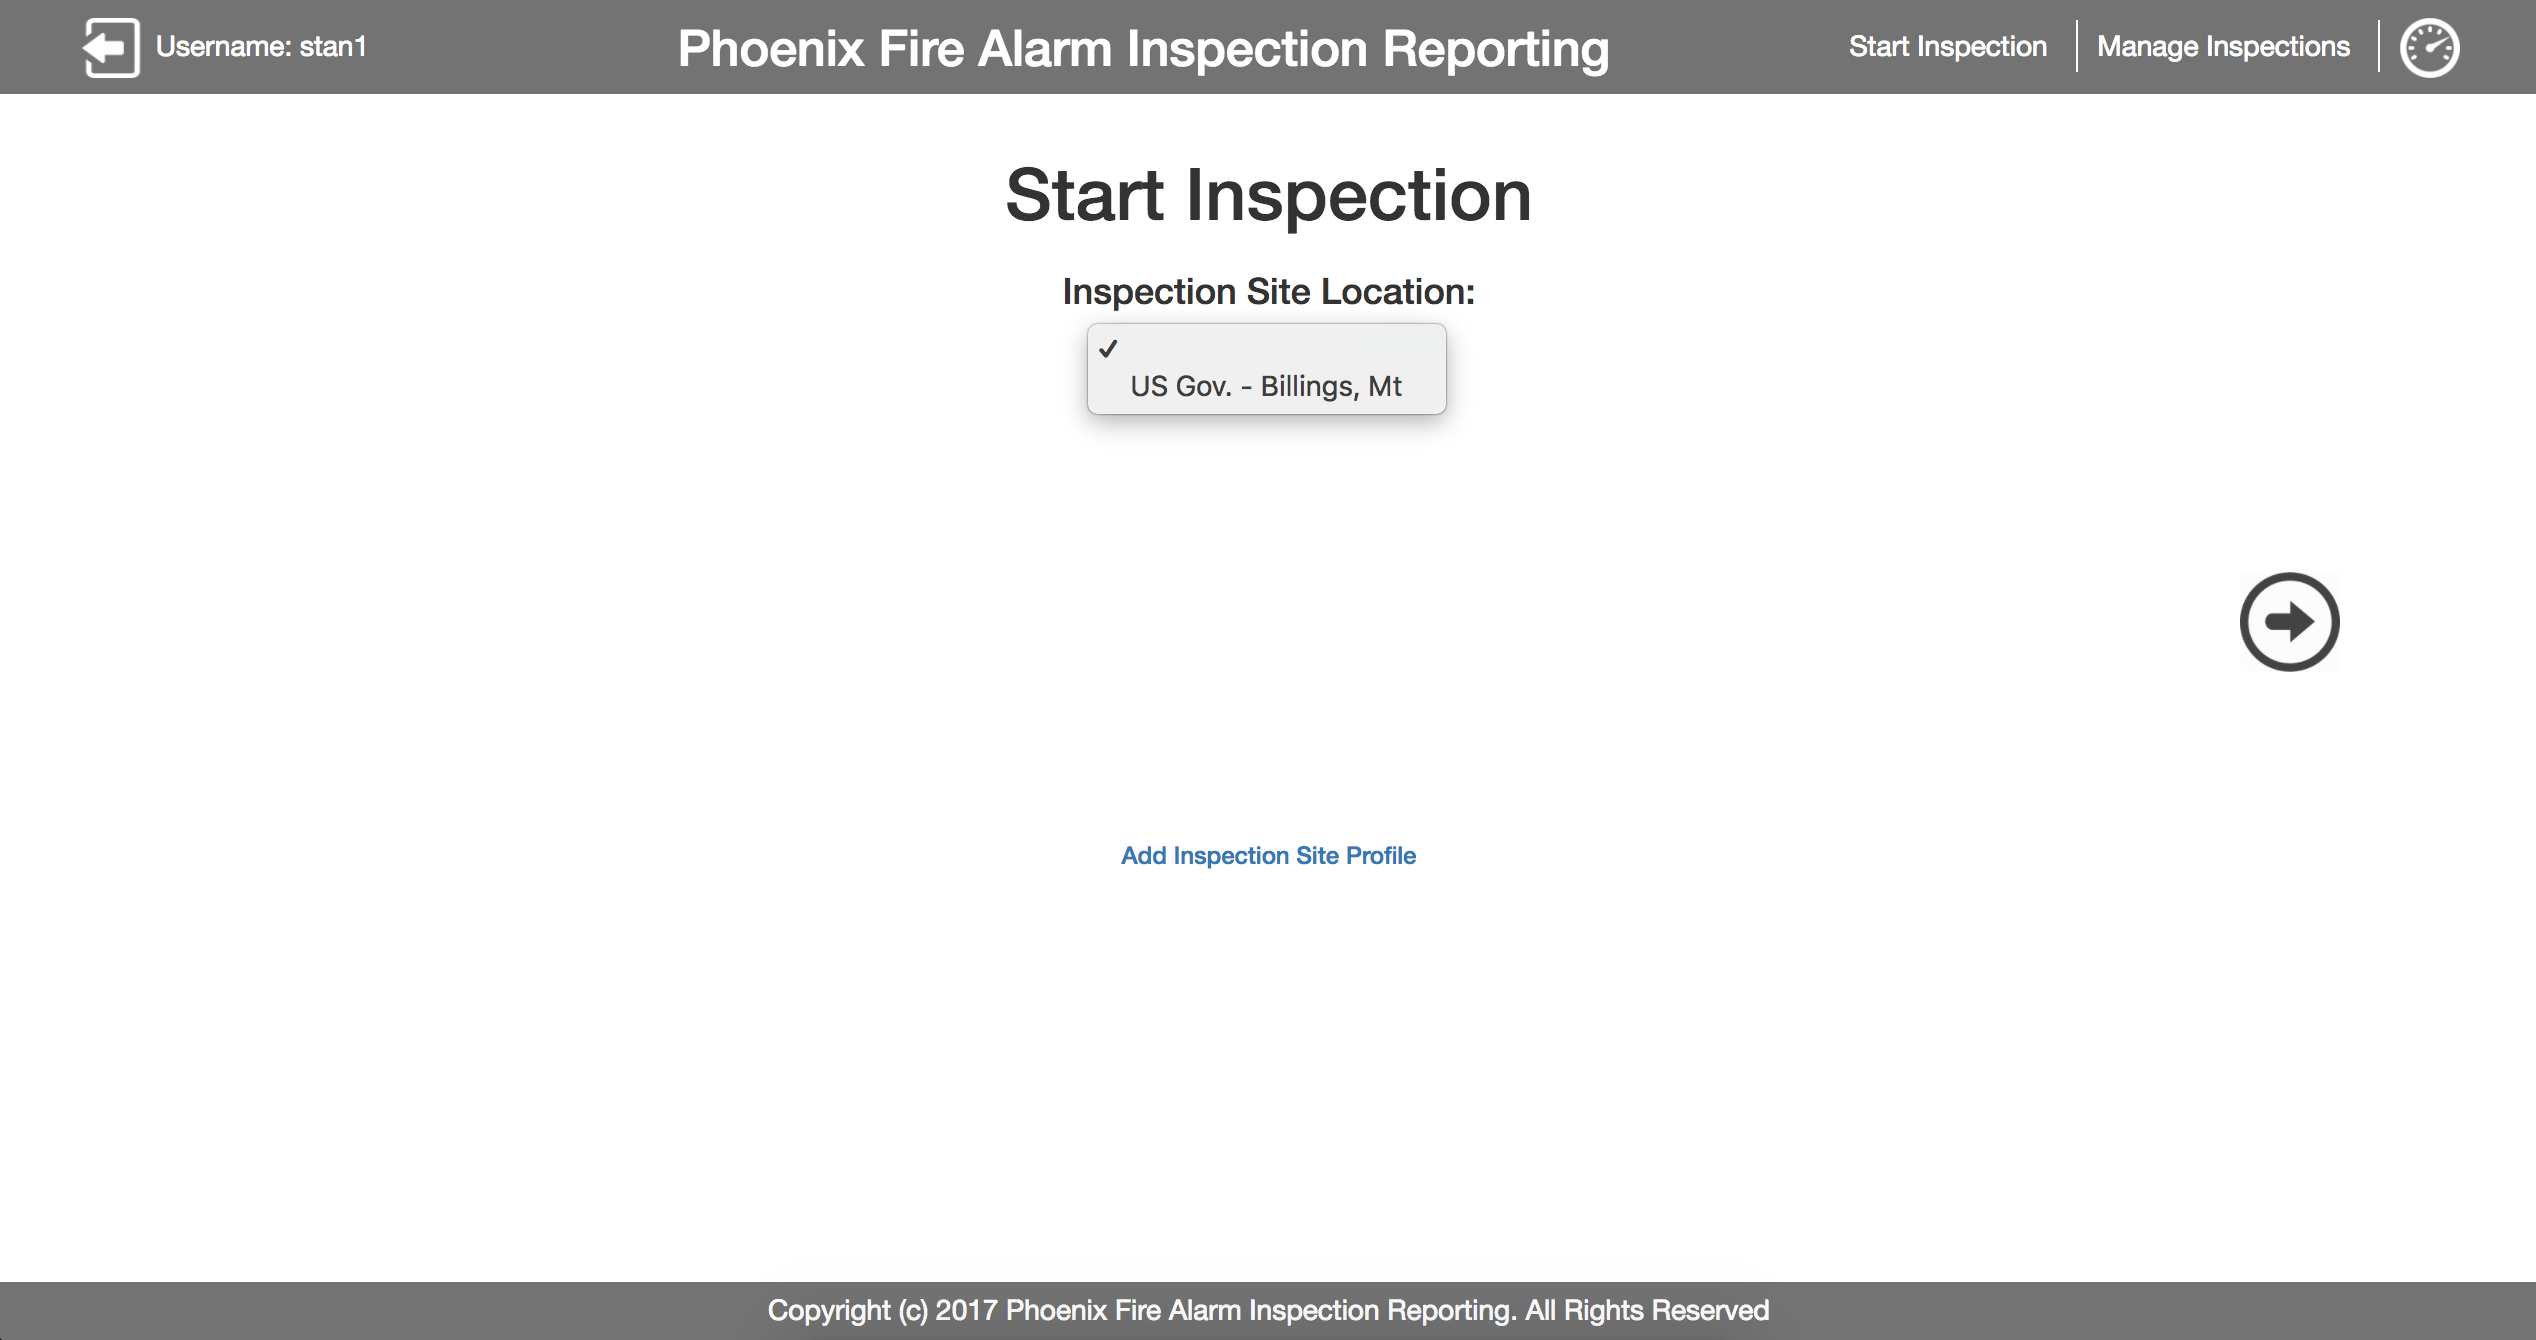 Username: stan1
Phoenix Fire Alarm Inspection Reporting
Start Inspection
Manage Inspections
Start Inspection
Inspection Site Location:
✓
US Gov. - Billings, Mt
Add Inspection Site Profile
Copyright (c) 2017 Phoenix Fire Alarm Inspection Reporting. All Rights Reserved